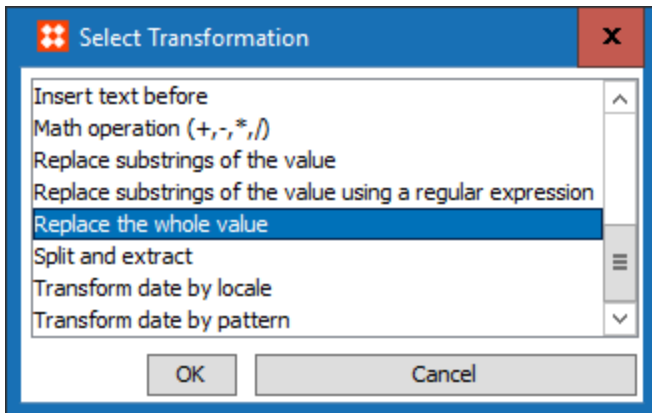 Select Transformation
x
Insert text before
Math operation (+,-,*,/)
Replace substrings of the value
Replace substrings of the value using a regular expression
Replace the whole value
Split and extract
Transform date by locale
Transform date by pattern
OK Cancel